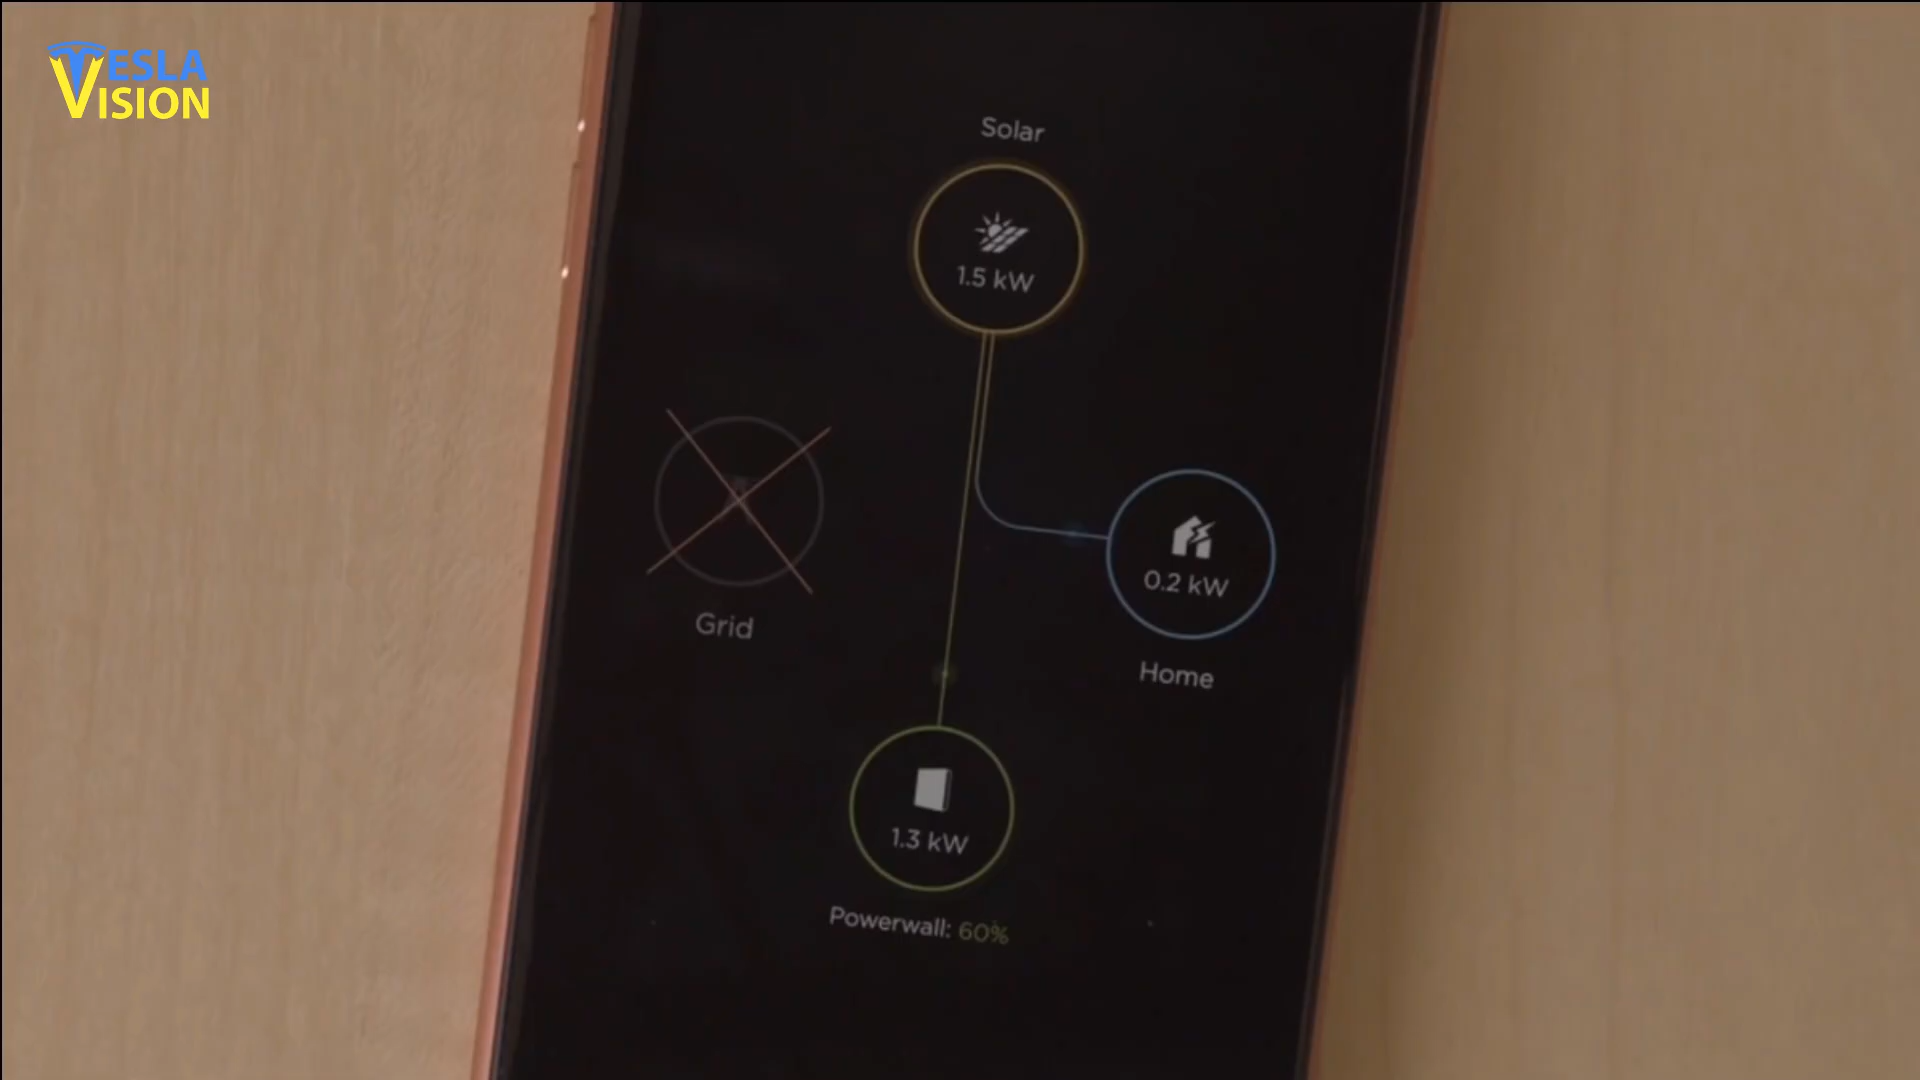 TESLA
VISION
Solar
1.5 kW
Grid
0.2 kW
Home
1.3 kW
Powerwall: 60%